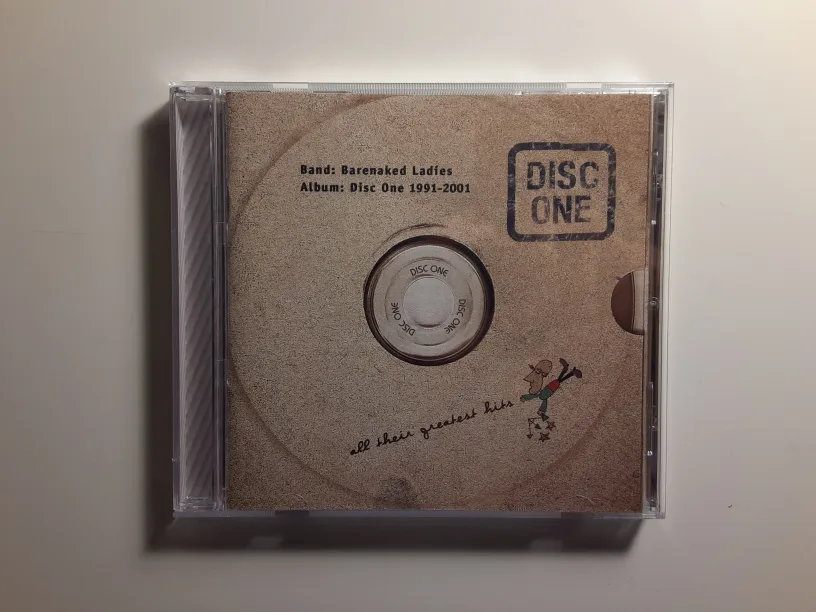 Band: Barenaked Ladies
Album: Disc One 1991-2001
DISC
ONE
DISC ONE
DISC ONE
DISC ONE
all their greatest hits